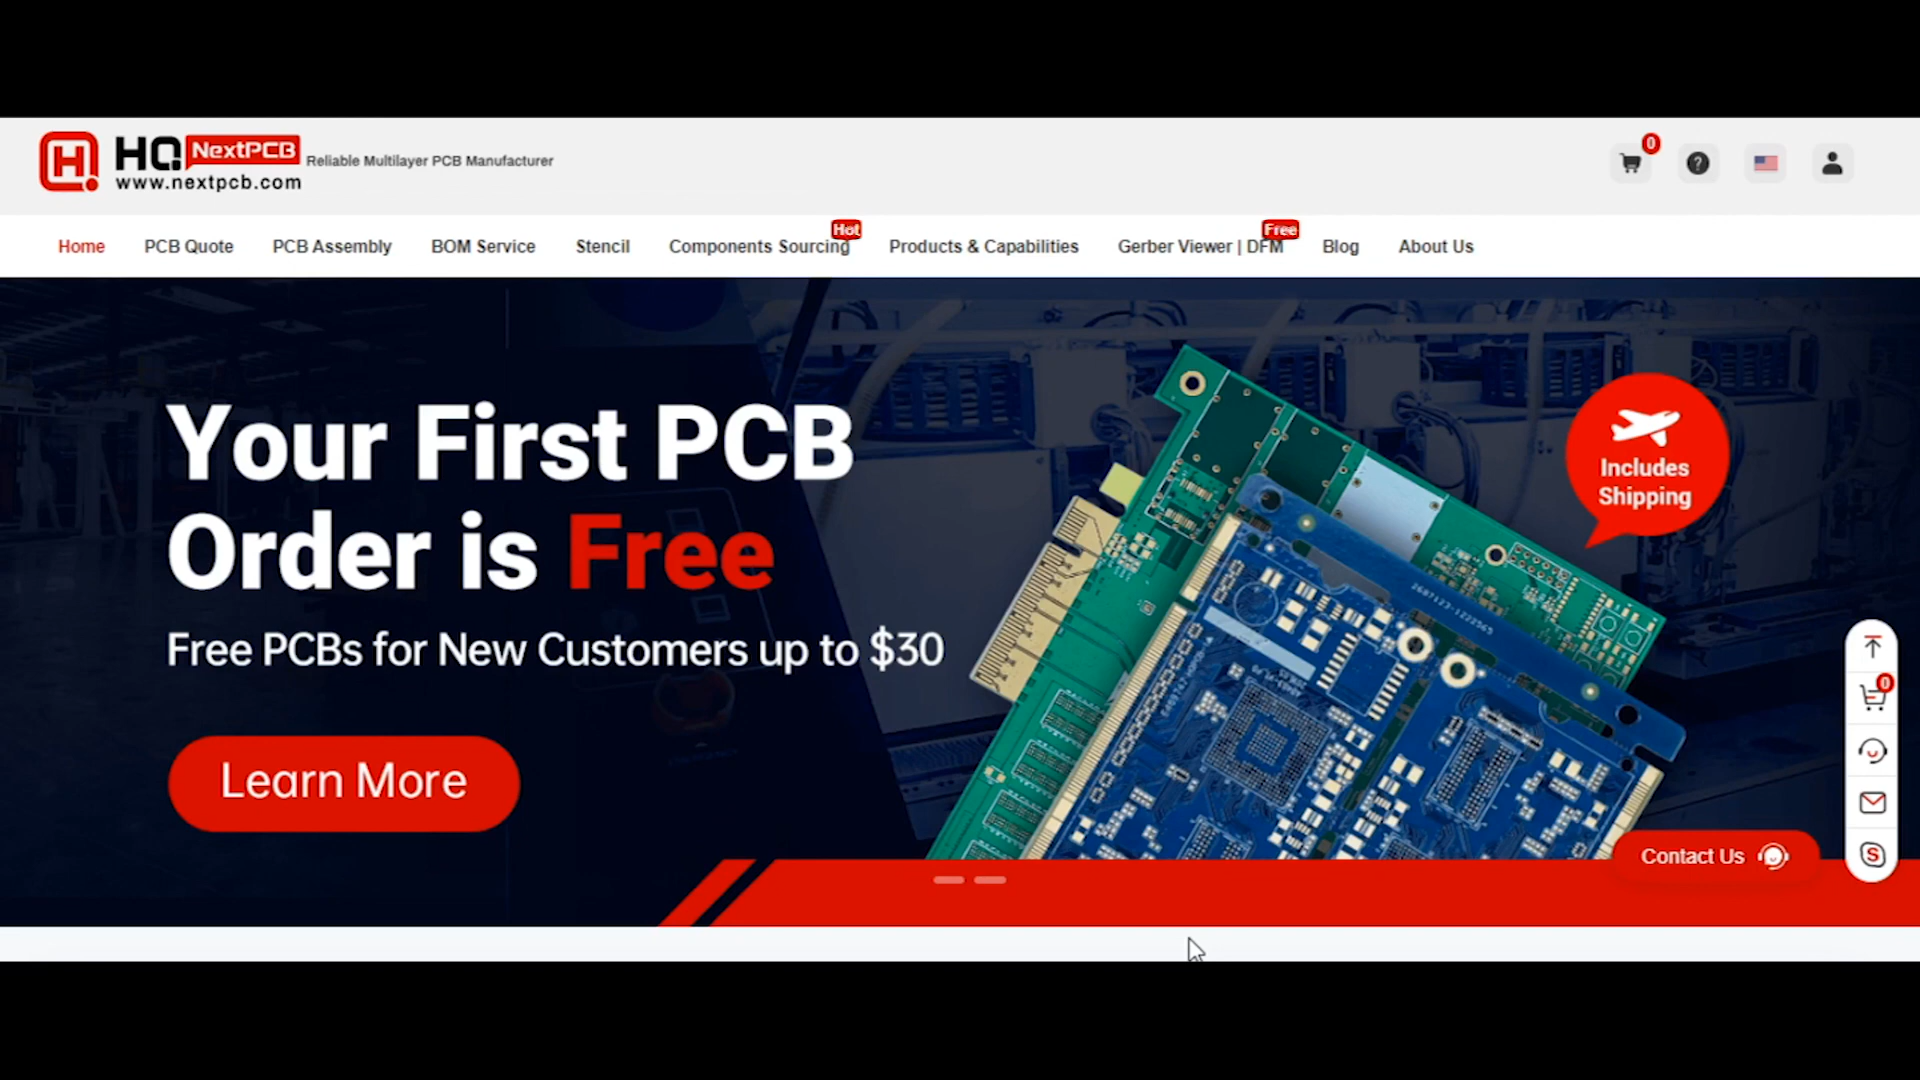 HQ NextPCB
www.nextpcb.com
Reliable Multilayer PCB Manufacturer
0
Home PCB Quote PCB Assembly BOM Service Stencil Components Sourcing Hot Products & Capabilities Gerber Viewer | DFM Free Blog About Us
Your First PCB
Order is Free
Free PCBs for New Customers up to $30
Learn More
Includes
Shipping
2607123-1222565
0
Contact Us